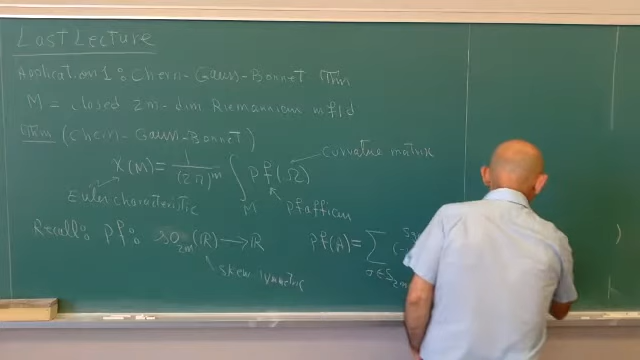 Last Lecture
Application 1: Chern-Gauss-Bonnet Thm
M = closed 2m-dim. Riemannian mfld
Thm (Chern-Gauss-Bonnet)
χ(M) = 1/(2π)^m ∫_M Pf(Ω)
curvature matrix
Euler characteristic
Pfaffian
Recall: Pf: so_2m(ℝ) → ℝ
skew symmetric
Pf(A) = ∑_σ∈S_2m